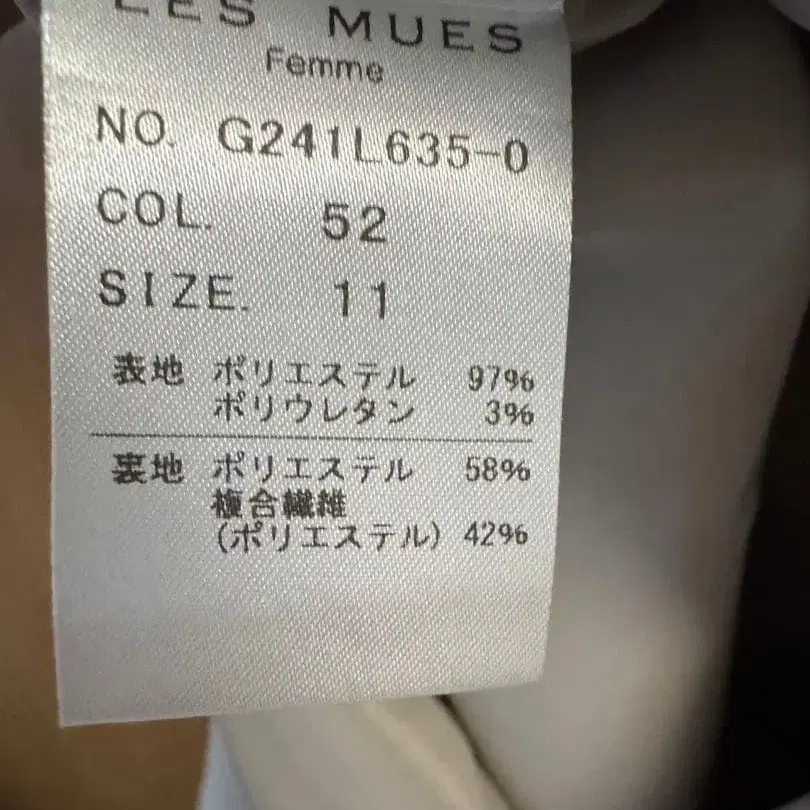 LES MUES
Femme
NO. G241L635-0
COL. 52
SIZE. 11
表地 ポリエステル 97%
ポリウレタン 3%
裏地 ポリエステル 58%
複合繊維
(ポリエステル) 42%